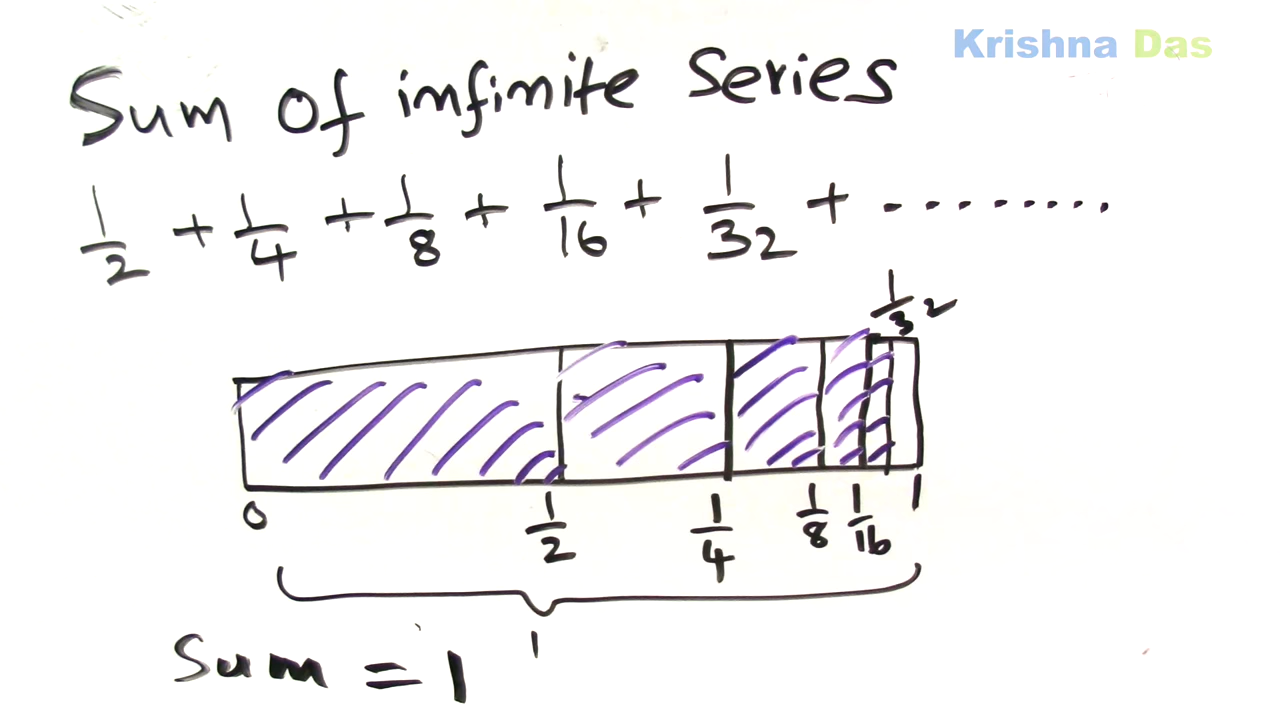 Krishna Das
Sum Of infinite Series
1/2 + 1/4 + 1/8 + 1/16 + 1/32 + ........
1/32
0 1/2 1/4 1/8 1/16 1
1
Sum = 1